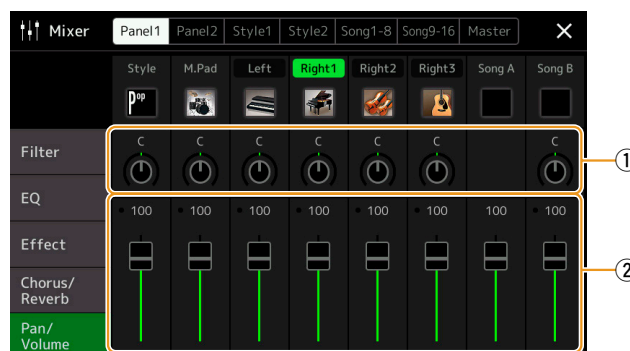 Mixer Panel1 Panel2 Style1 Style2 Song1-8 Song9-16 Master ×
Style M.Pad Left Right1 Right2 Right3 Song A Song B
Pop
Filter C C C C C C C ①
EQ 100 100 100 100 100 100 100 100
Effect ②
Chorus/
Reverb
Pan/
Volume